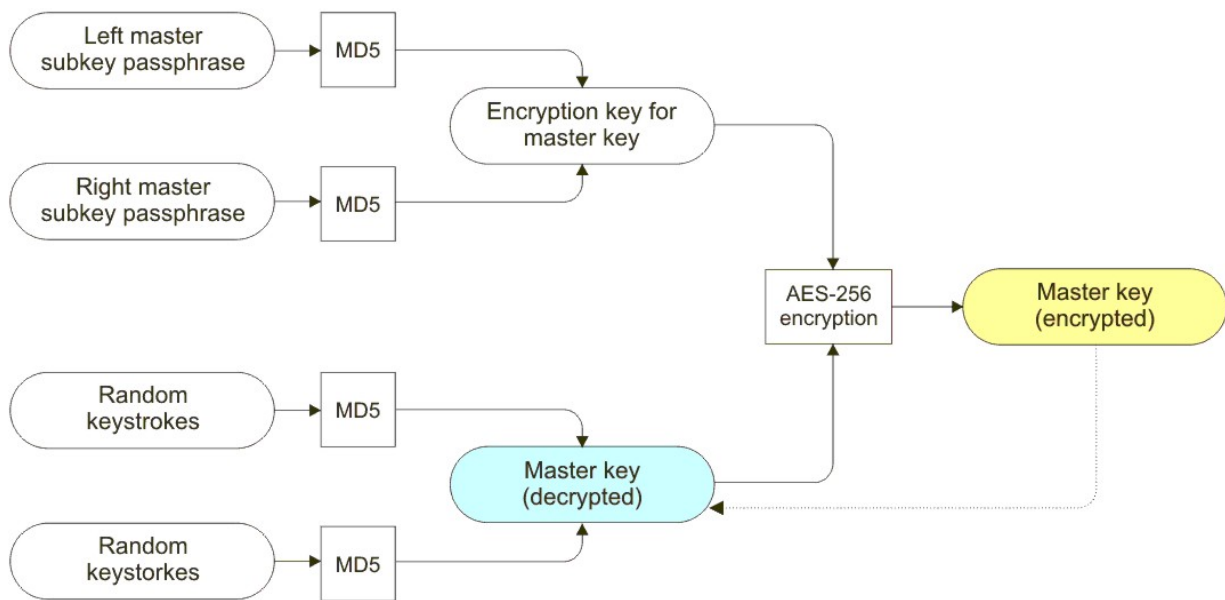 Left master
subkey passphrase
MD5
Encryption key for
master key
Right master
subkey passphrase
MD5
AES-256
encryption
Master key
(encrypted)
Random
keystrokes
MD5
Master key
(decrypted)
Random
keystorkes
MD5